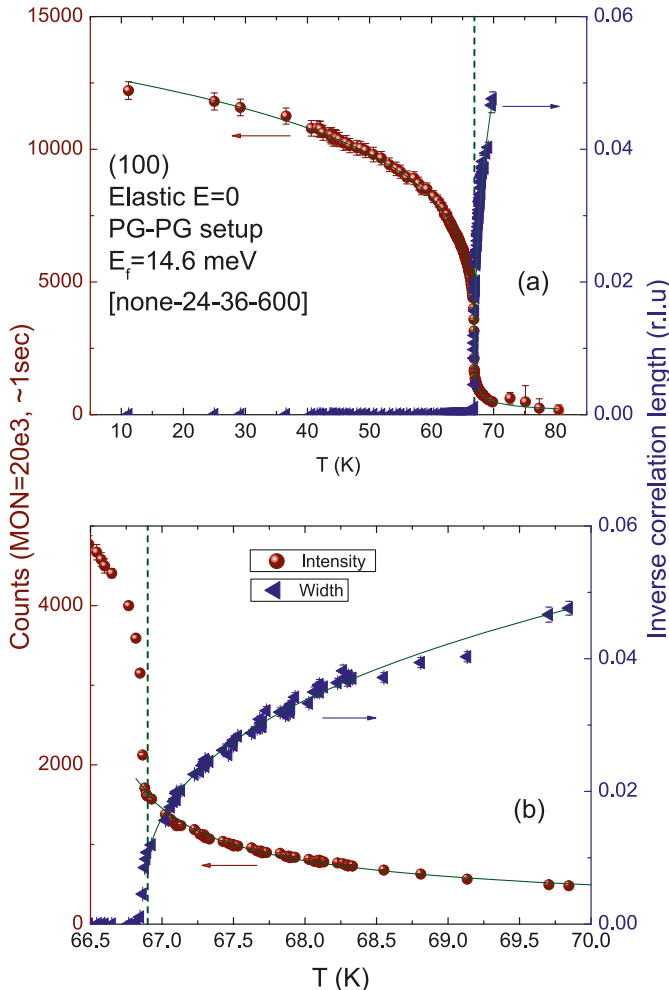 15000
10000
5000
0
0.06
0.04
0.02
0.00
(100)
Elastic E=0
PG-PG setup
E_f=14.6 meV
[none-24-36-600]
(a)
10 20 30 40 50 60 70 80
T (K)
Counts (MON=20e3, ~1sec)
Inverse correlation length (r.l.u)
4000
2000
0
0.06
0.04
0.02
0.00
Intensity
Width
(b)
66.5 67.0 67.5 68.0 68.5 69.0 69.5 70.0
T (K)